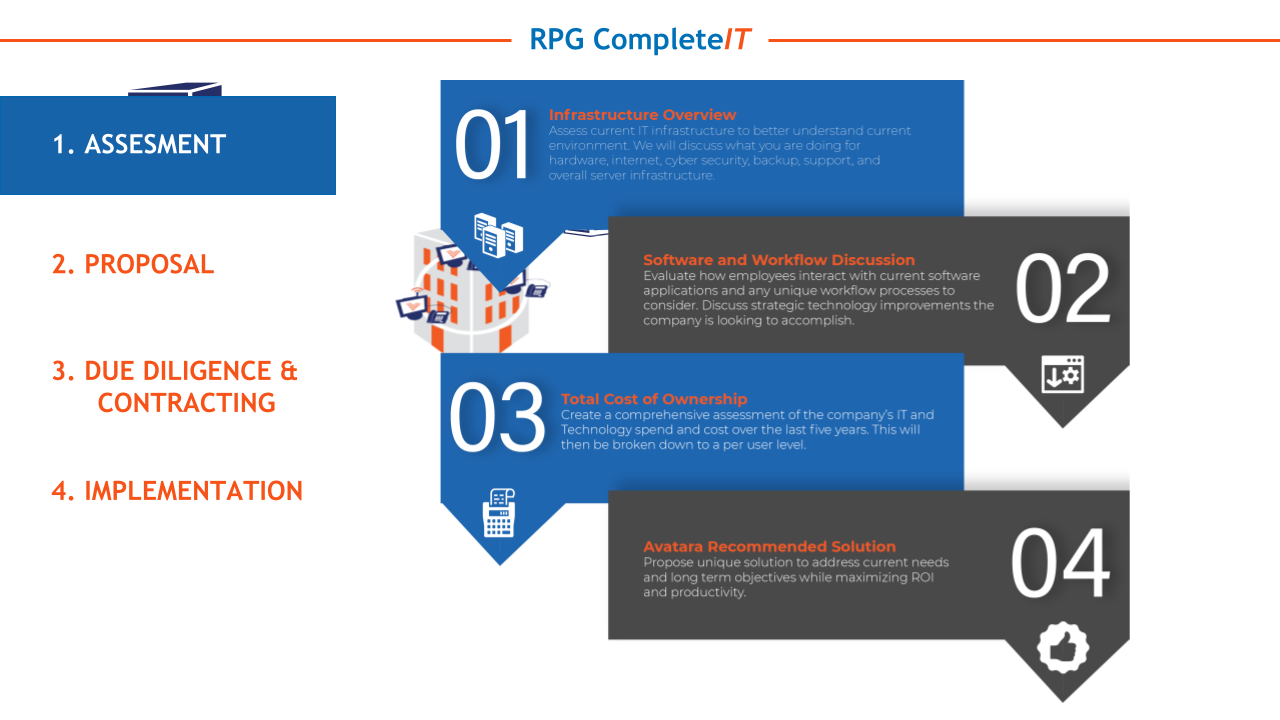 RPG CompleteIT
1. ASSESMENT
2. PROPOSAL
3. DUE DILIGENCE &
CONTRACTING
4. IMPLEMENTATION
01
Infrastructure Overview
Assess current IT infrastructure to better understand current
environment. We will discuss what you are doing for
hardware, internet, cyber security, backup, support, and
overall server infrastructure.
02
Software and Workflow Discussion
Evaluate how employees interact with current software
applications and any unique workflow processes to
consider. Discuss strategic technology improvements the
company is looking to accomplish.
03
Total Cost of Ownership
Create a comprehensive assessment of the company's IT and
Technology spend and cost over the last five years. This will
then be broken down to a per user level.
04
Avatara Recommended Solution
Propose unique solution to address current needs
and long term objectives while maximizing ROI
and productivity.